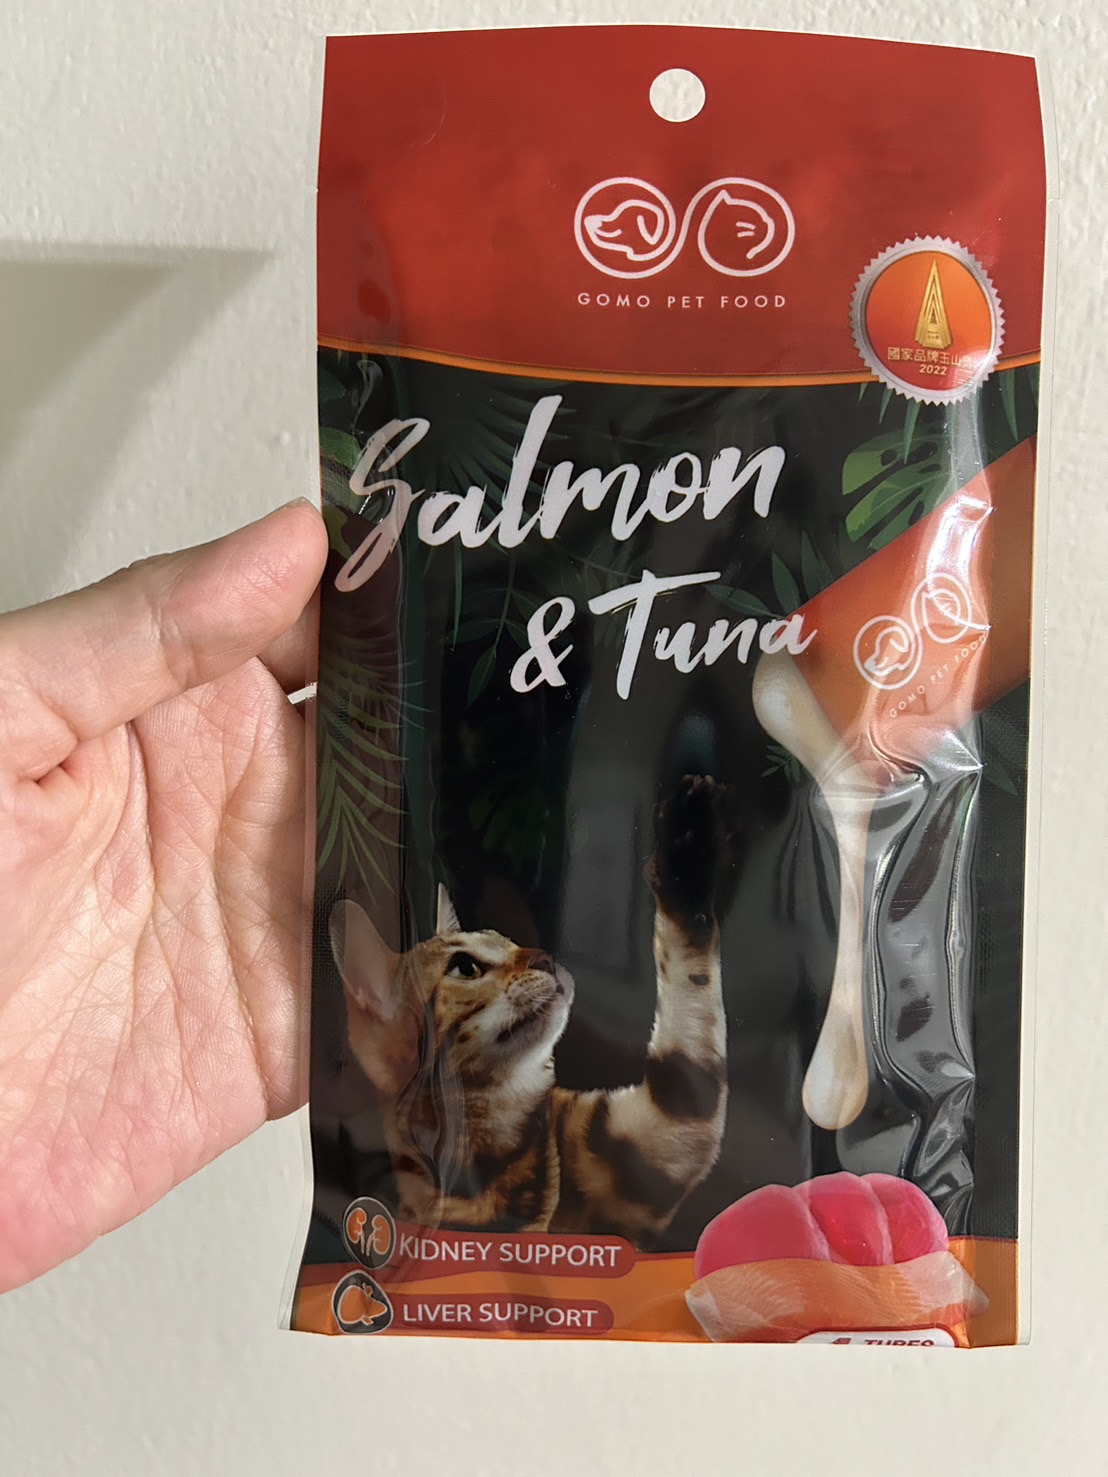 GOMO PET FOOD
國家品牌玉山獎
2022
Salmon
& Tuna
GOMO PET FOOD
KIDNEY SUPPORT
LIVER SUPPORT
TUBES